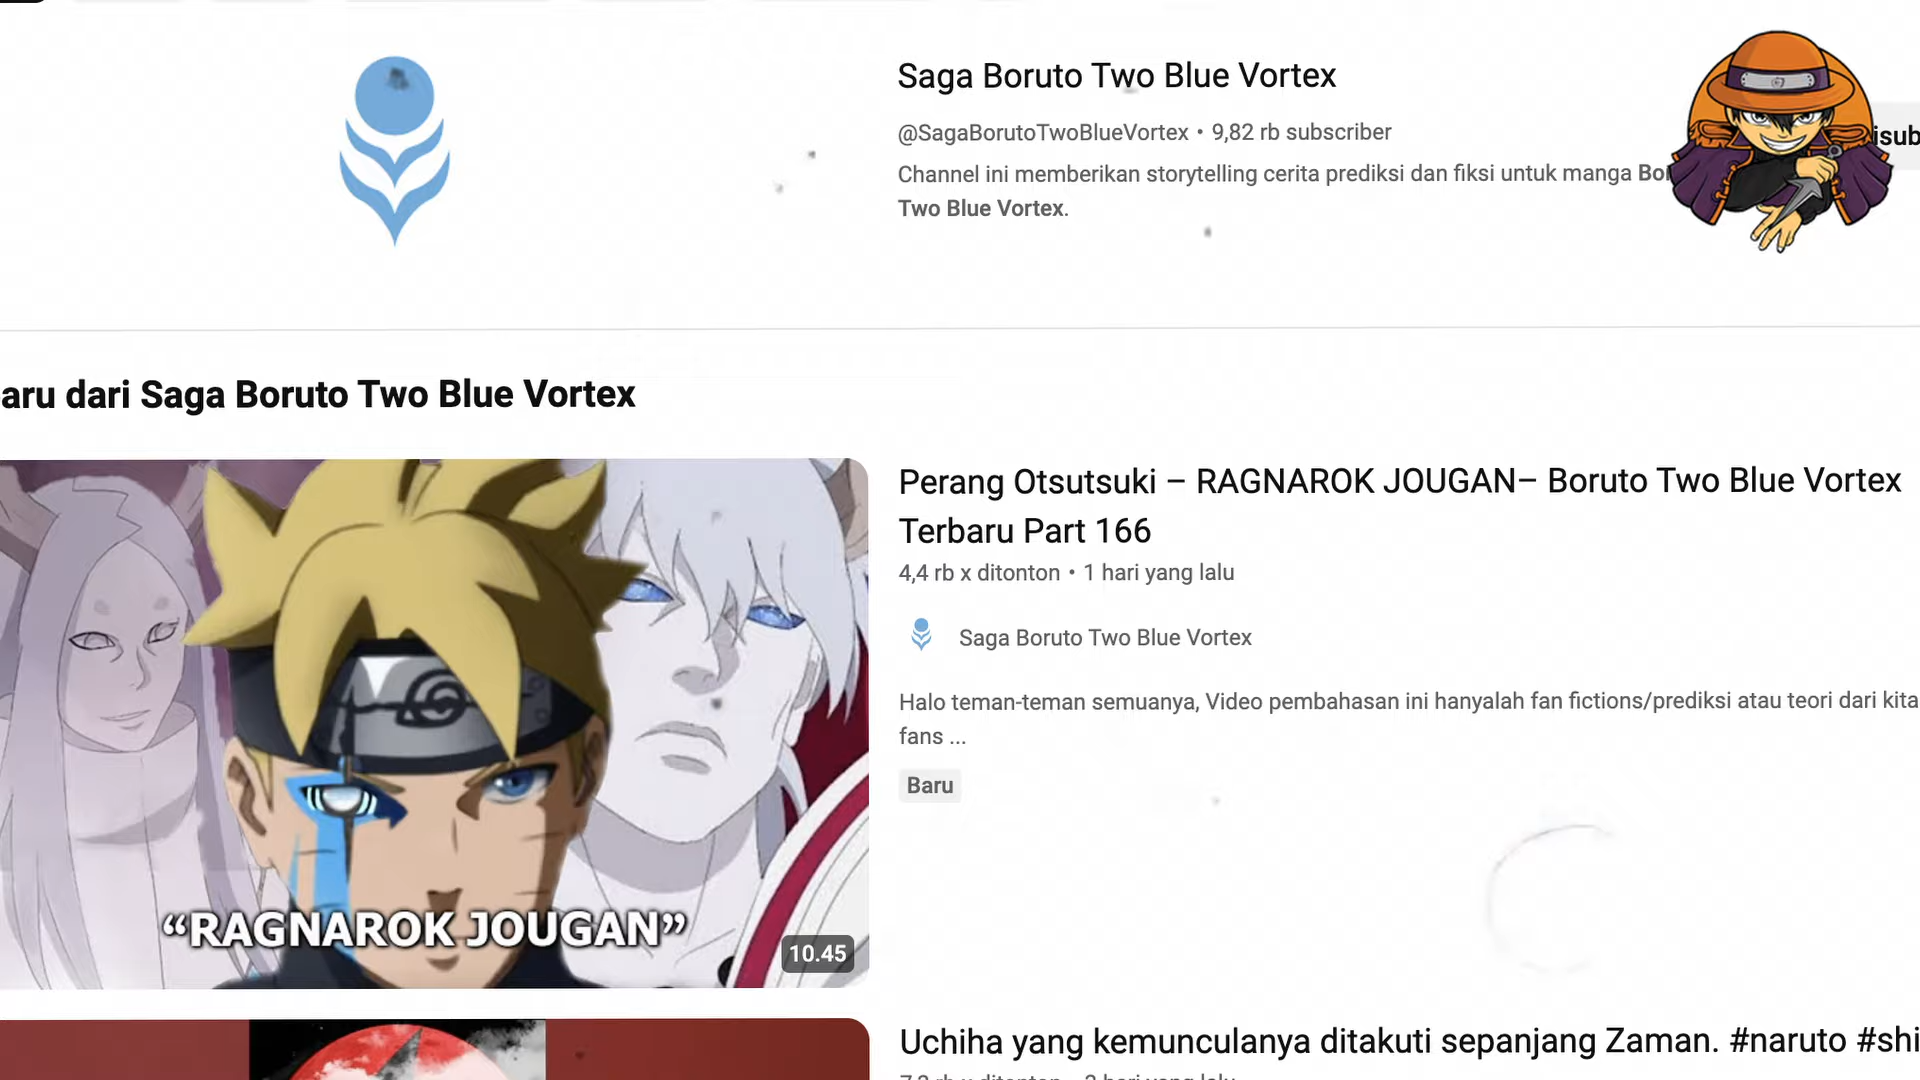 Saga Boruto Two Blue Vortex
@SagaBorutoTwoBlueVortex • 9,82 rb subscriber
isub
Channel ini memberikan storytelling cerita prediksi dan fiksi untuk manga
Two Blue Vortex.
aru dari Saga Boruto Two Blue Vortex
Perang Otsutsuki – RAGNAROK JOUGAN– Boruto Two Blue Vortex
Terbaru Part 166
4,4 rb x ditonton • 1 hari yang lalu
Saga Boruto Two Blue Vortex
Halo teman-teman semuanya, Video pembahasan ini hanyalah fan fictions/prediksi atau teori dari kita
fans ...
Baru
“RAGNAROK JOUGAN”
10.45
Uchiha yang kemunculanya ditakuti sepanjang Zaman. #naruto #shi